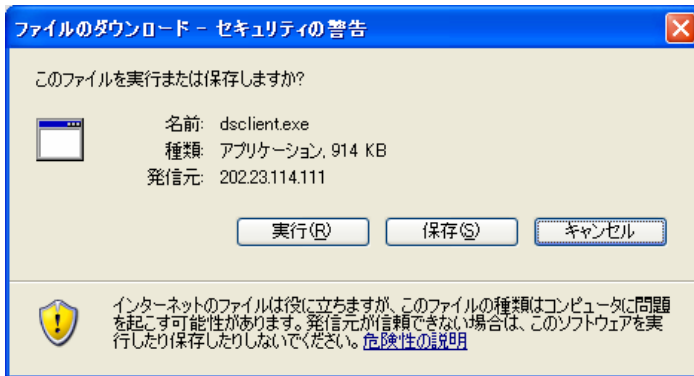 ファイルのダウンロード - セキュリティの警告
このファイルを実行または保存しますか?
名前: dsclient.exe
種類: アプリケーション, 914 KB
発信元: 202.23.114.111
実行(R) 保存(S) キャンセル
インターネットのファイルは役に立ちますが、このファイルの種類はコンピュータに問題
を起こす可能性があります。発信元が信頼できない場合は、このソフトウェアを実
行したり保存したりしないでください。危険性の説明